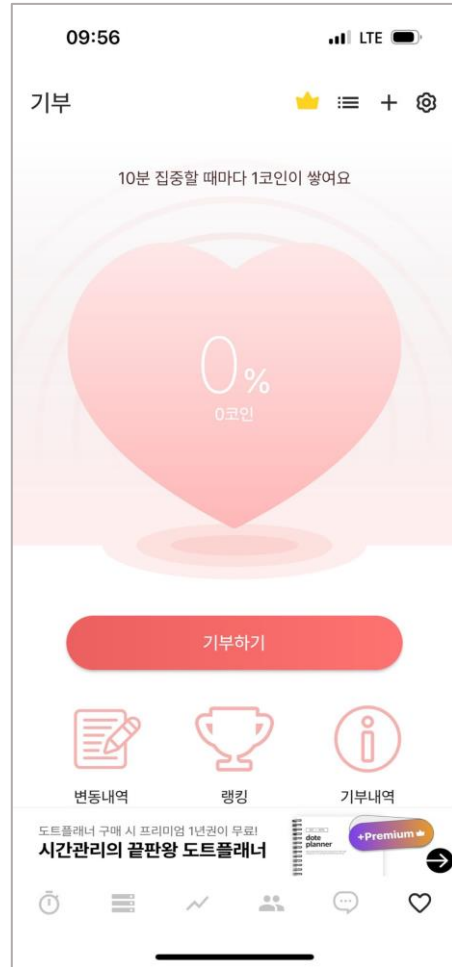 09:56
LTE
기부
10분 집중할 때마다 1코인이 쌓여요
0%
0코인
기부하기
변동내역
랭킹
기부내역
도트플래너 구매 시 프리미엄 1년권이 무료!
시간관리의 끝판왕 도트플래너
dote
planner
+Premium